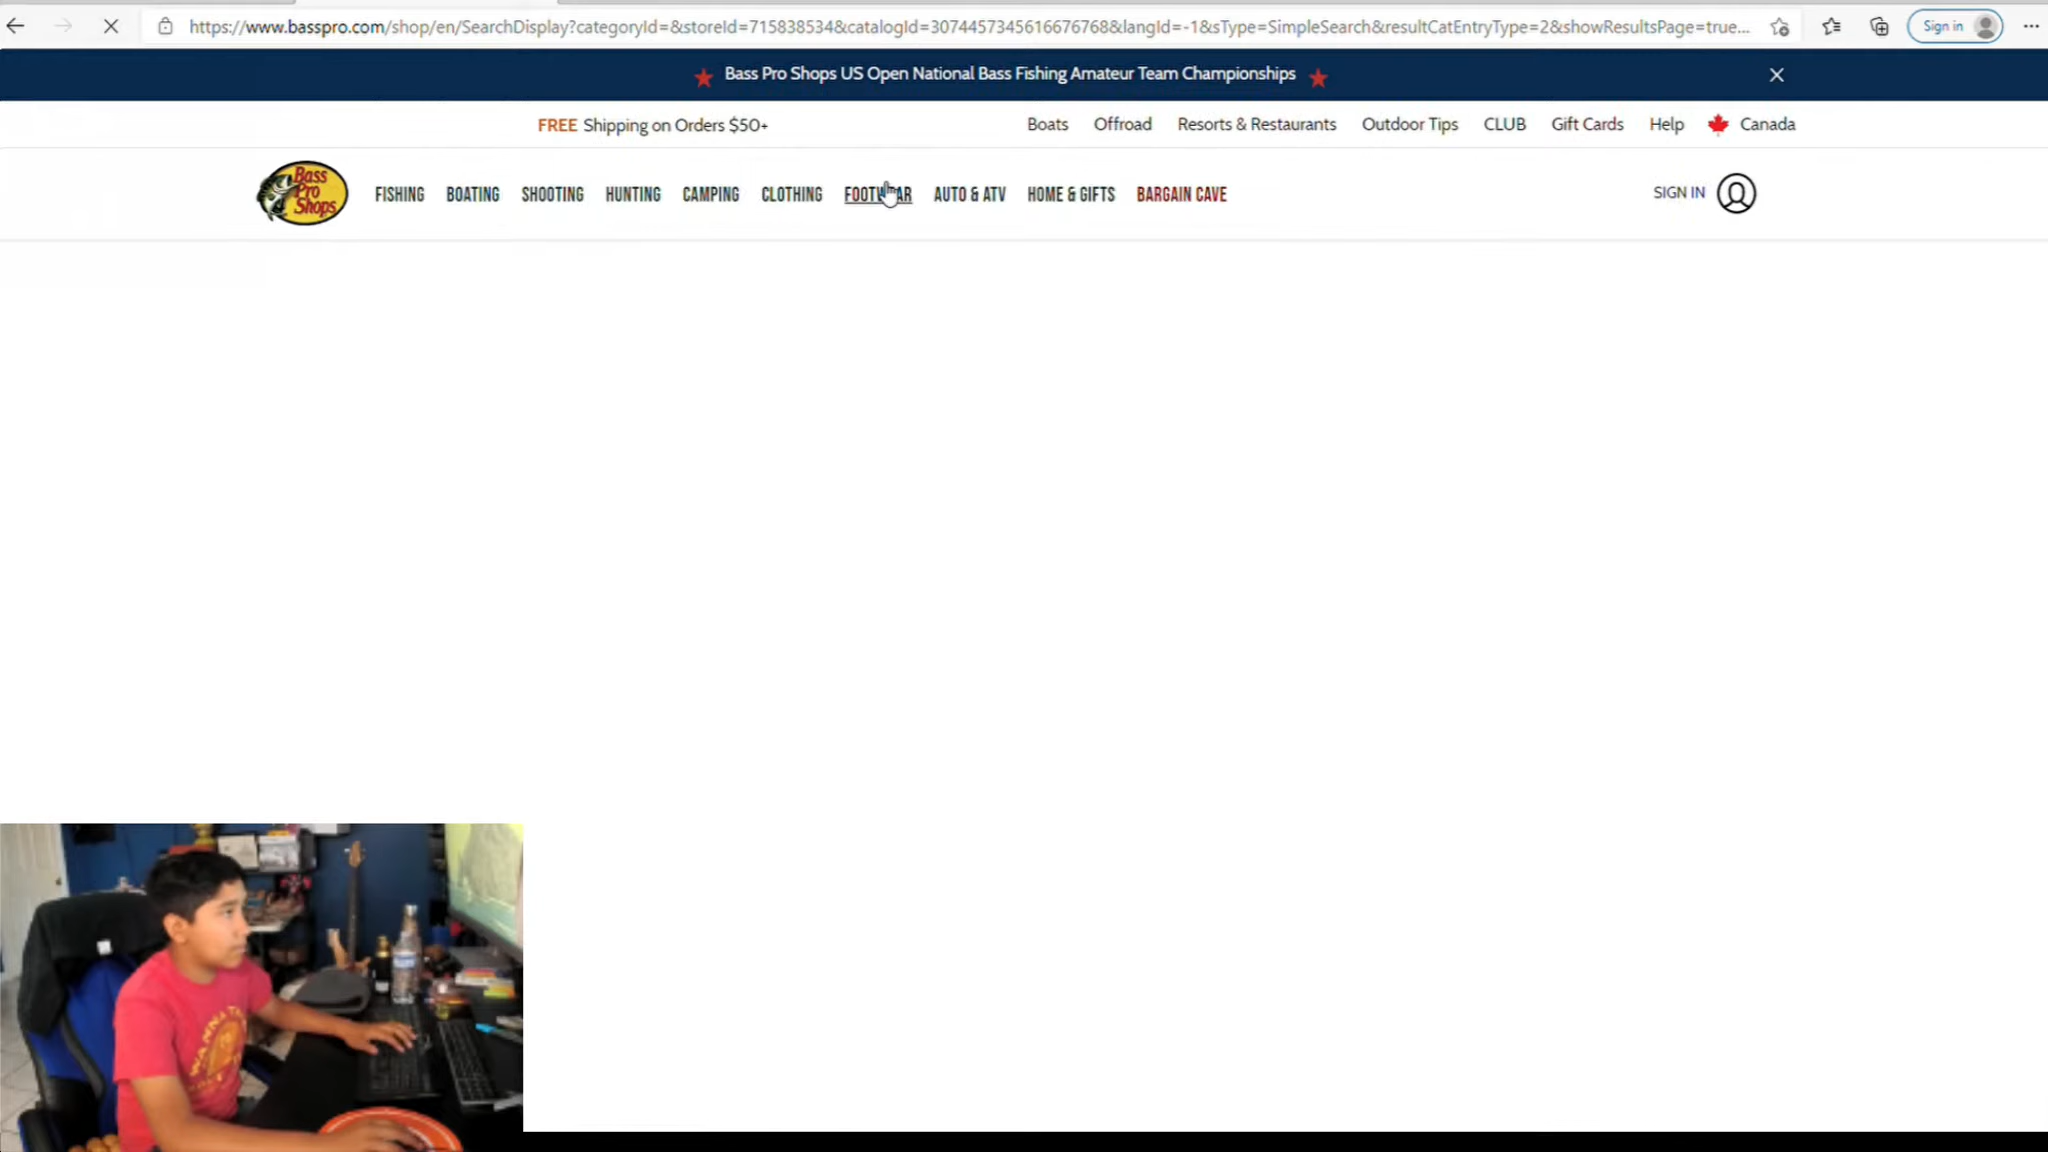 https://www.basspro.com/shop/en/SearchDisplay?categoryId=&storeId=715838534&catalogId=3074457345616676768&langId=-1&sType=SimpleSearch&resultCatEntryType=2&showResultsPage=true... Sign in
Bass Pro Shops US Open National Bass Fishing Amateur Team Championships
FREE Shipping on Orders $50+ Boats Offroad Resorts & Restaurants Outdoor Tips CLUB Gift Cards Help Canada
Bass
Pro
Shops
FISHING BOATING SHOOTING HUNTING CAMPING CLOTHING FOOTWEAR AUTO & ATV HOME & GIFTS BARGAIN CAVE SIGN IN
WANNA